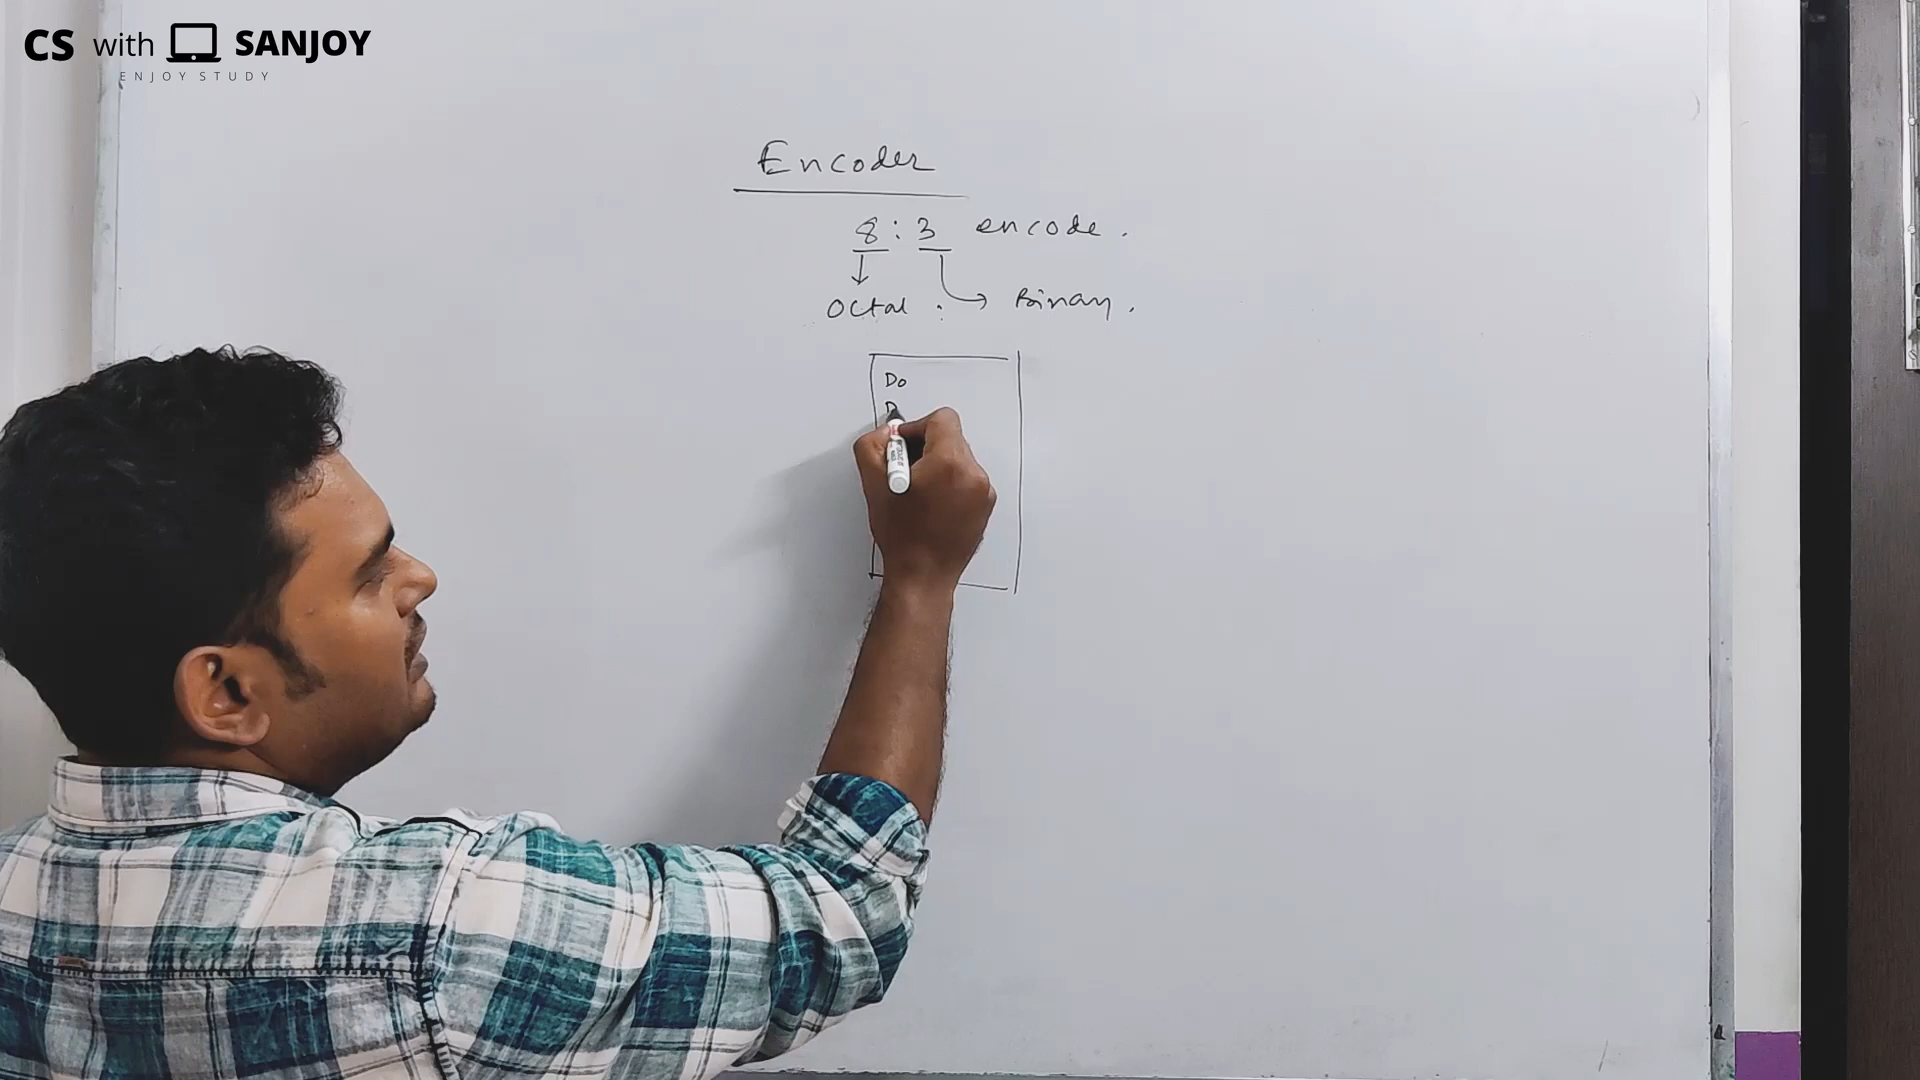 CS with SANJOY
ENJOY STUDY
Encoder
8 : 3 encode.
Octal : Binary.
Do
D